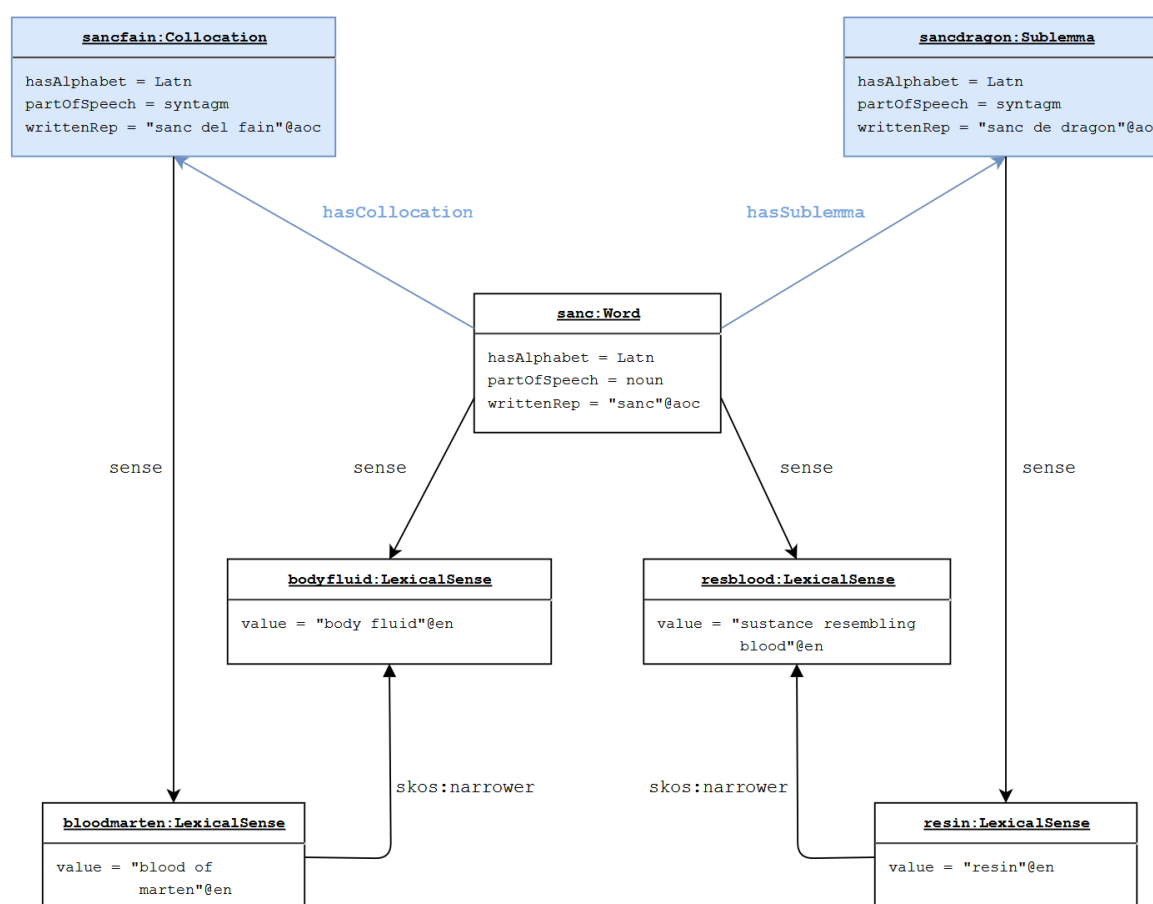 sancfain:Collocation
hasAlphabet = Latn
partOfSpeech = syntagm
writtenRep = "sanc del fain"@aoc
sancdragon:Sublemma
hasAlphabet = Latn
partOfSpeech = syntagm
writtenRep = "sanc de dragon"@ao
hasCollocation
hasSublemma
sanc:Word
hasAlphabet = Latn
partOfSpeech = noun
writtenRep = "sanc"@aoc
sense
sense
sense
sense
bodyfluid:LexicalSense
value = "body fluid"@en
resblood:LexicalSense
value = "sustance resembling
blood"@en
skos:narrower
skos:narrower
bloodmarten:LexicalSense
value = "blood of
marten"@en
resin:LexicalSense
value = "resin"@en